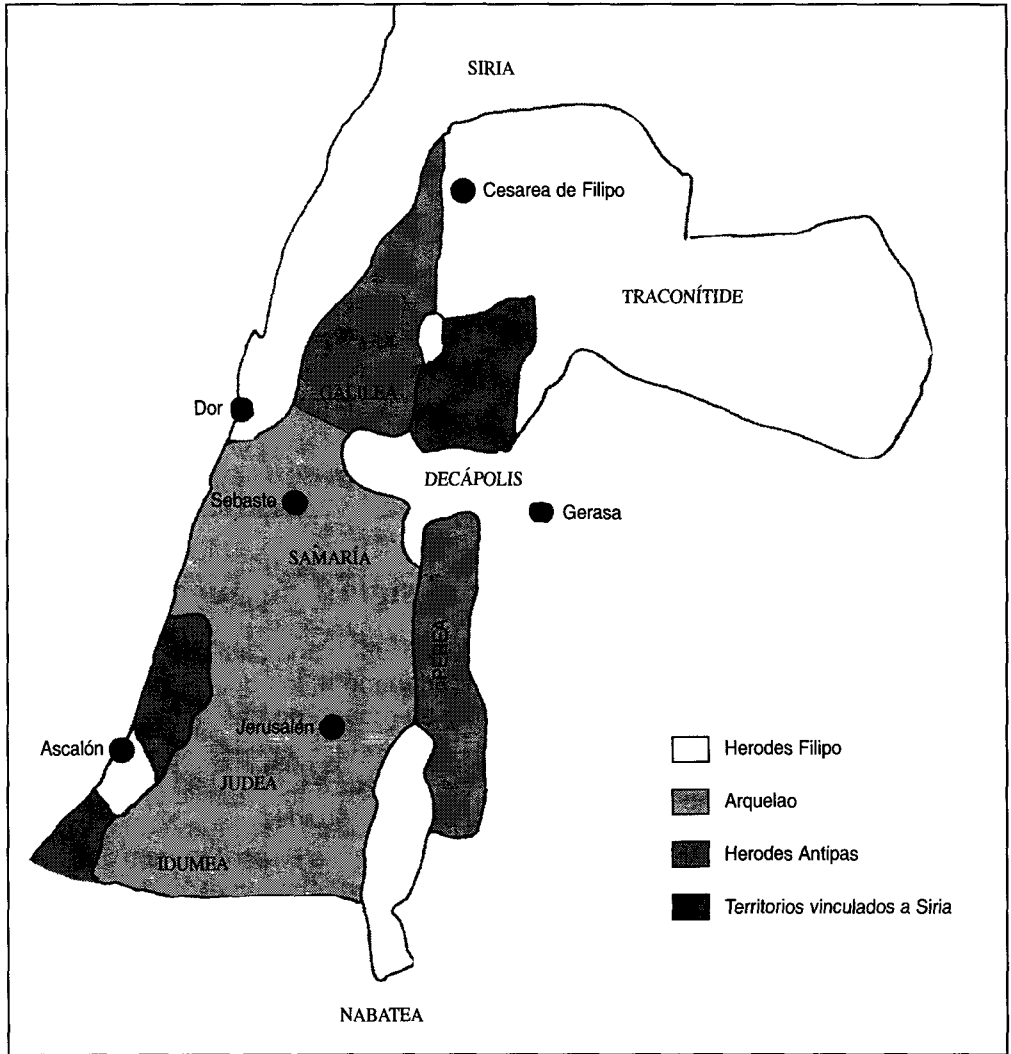 SIRIA
Cesarea de Filipo
TRACONÍTIDE
GALILEA
Dor
DECÁPOLIS
Sebaste
Gerasa
SAMARÍA
PEREA
Jerusalén
Ascalón
JUDEA
IDUMEA
NABATEA
Herodes Filipo
Arquelao
Herodes Antipas
Territorios vinculados a Siria